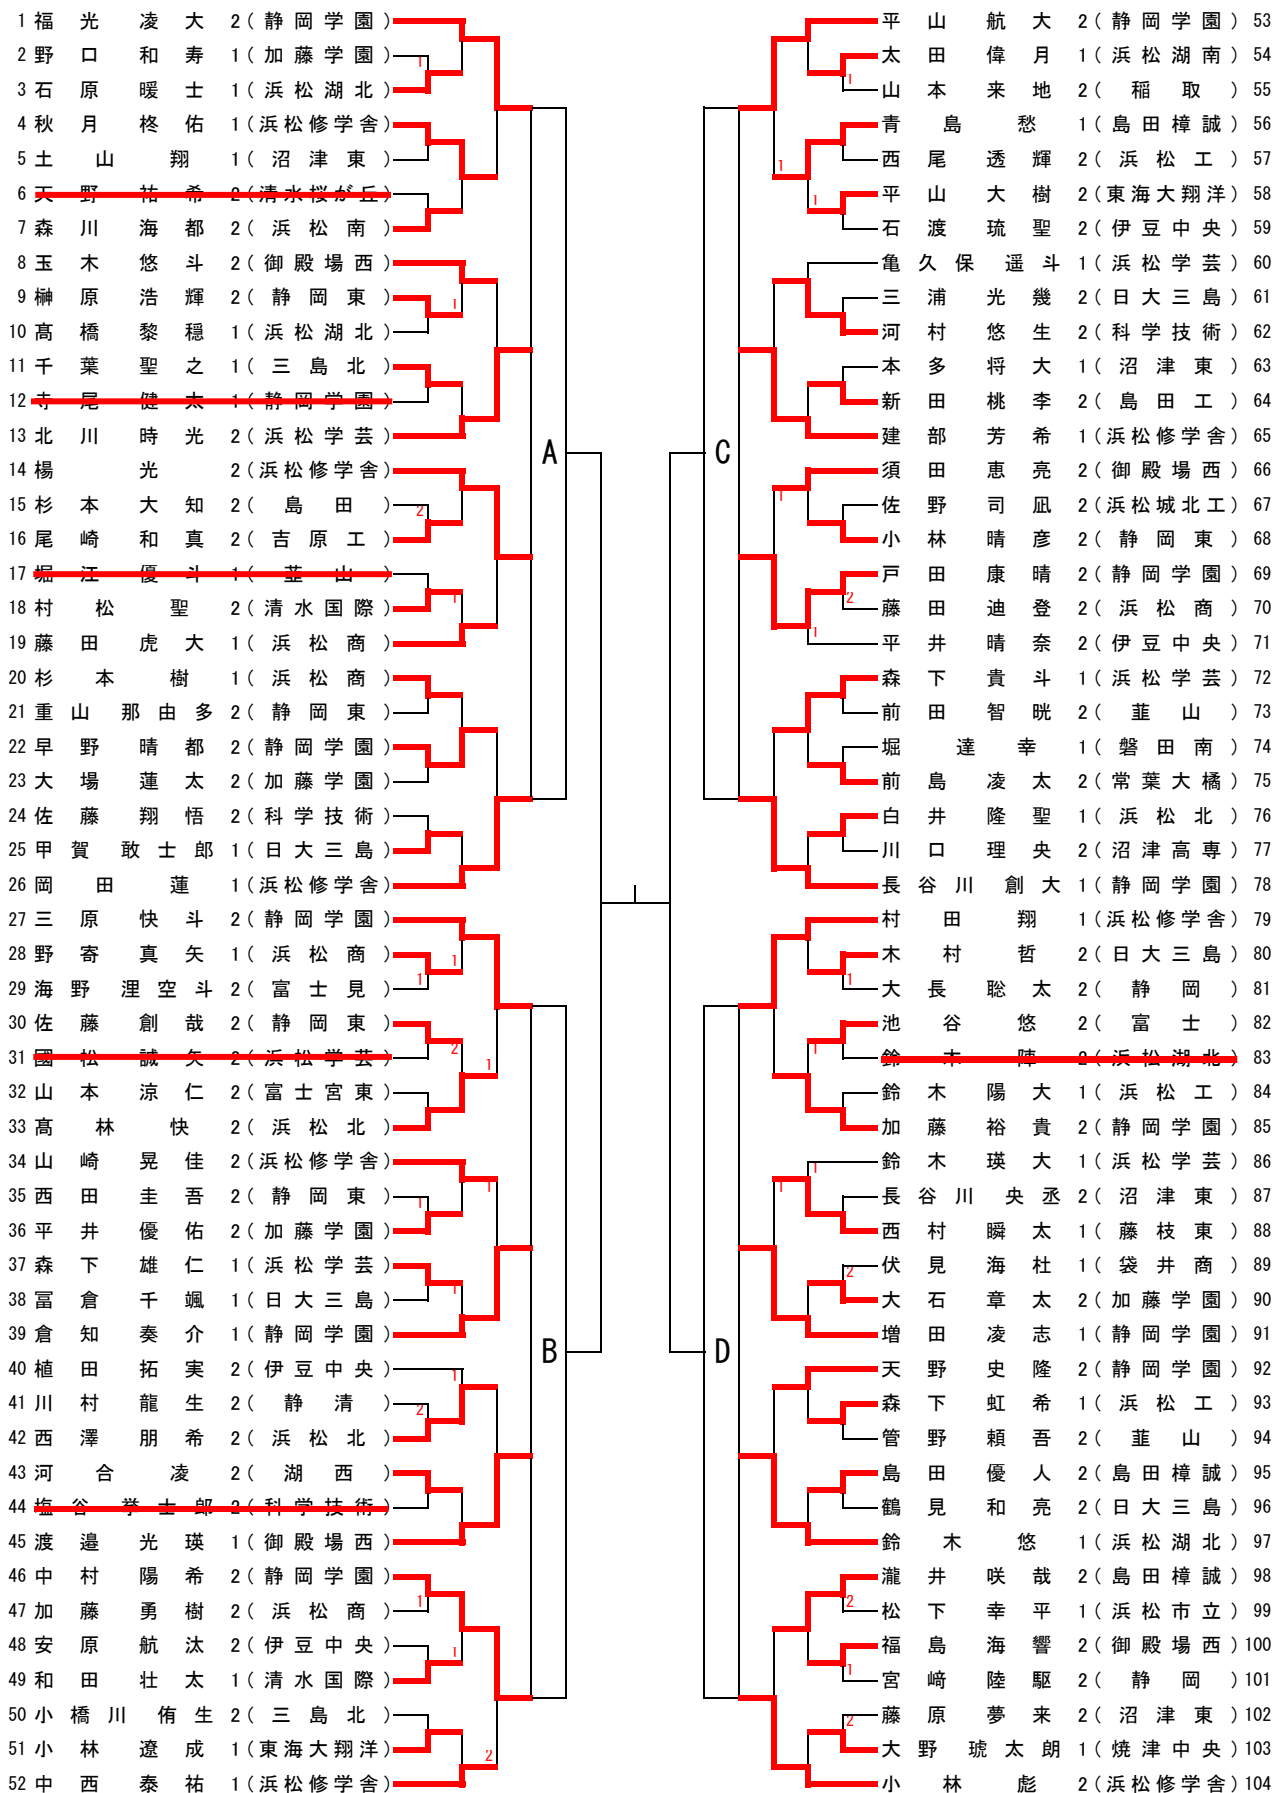 1 福光凌大 2(静岡学園)
2 野口和寿 1(加藤学園)
1
3 石原暖士 1(浜松湖北)
4 秋月柊佑 1(浜松修学舎)
5 土山翔 1(沼津東)
6 天野祐希 2(清水桜が丘)
7 森川海都 2(浜松南)
8 玉木悠斗 2(御殿場西)
9 榊原浩輝 2(静岡東)
1
10 髙橋黎穏 1(浜松湖北)
11 千葉聖之 1(三島北)
12 寺尾健太 1(静岡学園)
13 北川時光 2(浜松学芸)
A
14 楊光 2(浜松修学舎)
15 杉本大知 2(島田)
2
16 尾崎和真 2(吉原工)
17 堀江優斗 1(韮山)
18 村松聖 2(清水国際)
1
19 藤田虎大 1(浜松商)
20 杉本樹 1(浜松商)
21 重山那由多 2(静岡東)
22 早野晴都 2(静岡学園)
23 大場蓮太 2(加藤学園)
24 佐藤翔悟 2(科学技術)
25 甲賀敢士郎 1(日大三島)
26 岡田蓮 1(浜松修学舎)
27 三原快斗 2(静岡学園)
28 野寄真矢 1(浜松商)
1
29 海野浬空斗 2(富士見)
1
30 佐藤創哉 2(静岡東)
2
31 國松誠矢 2(浜松学芸)
1
32 山本涼仁 2(富士宮東)
33 髙林快 2(浜松北)
34 山崎晃佳 2(浜松修学舎)
1
35 西田圭吾 2(静岡東)
1
36 平井優佑 2(加藤学園)
37 森下雄仁 1(浜松学芸)
1
38 冨倉千颯 1(日大三島)
39 倉知奏介 1(静岡学園)
B
40 植田拓実 2(伊豆中央)
1
41 川村龍生 2(静清)
2
42 西澤朋希 2(浜松北)
43 河合凌 2(湖西)
44 塩谷誉士郎 2(科学技術)
45 渡邉光瑛 1(御殿場西)
46 中村陽希 2(静岡学園)
1
47 加藤勇樹 2(浜松商)
48 安原航汰 2(伊豆中央)
1
49 和田壮太 1(清水国際)
50 小橋川侑生 2(三島北)
51 小林遼成 1(東海大翔洋)
2
52 中西泰祐 1(浜松修学舎)
平山航大 2(静岡学園) 53
太田偉月 1(浜松湖南) 54
1
山本来地 2(稲取) 55
青島愁 1(島田樟誠) 56
1
西尾透輝 2(浜松工) 57
平山大樹 2(東海大翔洋) 58
1
石渡琉聖 2(伊豆中央) 59
亀久保遥斗 1(浜松学芸) 60
三浦光幾 2(日大三島) 61
河村悠生 2(科学技術) 62
本多将大 1(沼津東) 63
新田桃李 2(島田工) 64
建部芳希 1(浜松修学舎) 65
C
須田恵亮 2(御殿場西) 66
1
佐野司凪 2(浜松城北工) 67
小林晴彦 2(静岡東) 68
戸田康晴 2(静岡学園) 69
2
藤田迪登 2(浜松商) 70
1
平井晴奈 2(伊豆中央) 71
森下貴斗 1(浜松学芸) 72
前田智晄 2(韮山) 73
堀達幸 1(磐田南) 74
前島凌太 2(常葉大橘) 75
白井隆聖 1(浜松北) 76
川口理央 2(沼津高専) 77
長谷川創大 1(静岡学園) 78
村田翔 1(浜松修学舎) 79
木村哲 2(日大三島) 80
1
大長聡太 2(静岡) 81
池谷悠 2(富士) 82
1
鈴木陣 2(浜松湖北) 83
鈴木陽大 1(浜松工) 84
加藤裕貴 2(静岡学園) 85
鈴木瑛大 1(浜松学芸) 86
1
1
長谷川央丞 2(沼津東) 87
西村瞬太 1(藤枝東) 88
伏見海杜 1(袋井商) 89
2
大石章太 2(加藤学園) 90
増田凌志 1(静岡学園) 91
D
天野史隆 2(静岡学園) 92
森下虹希 1(浜松工) 93
管野頼吾 2(韮山) 94
島田優人 2(島田樟誠) 95
鶴見和亮 2(日大三島) 96
鈴木悠 1(浜松湖北) 97
瀧井咲哉 2(島田樟誠) 98
2
松下幸平 1(浜松市立) 99
福島海響 2(御殿場西) 100
1
宮﨑陸駆 2(静岡) 101
藤原夢来 2(沼津東) 102
2
大野琥太朗 1(焼津中央) 103
小林彪 2(浜松修学舎) 104